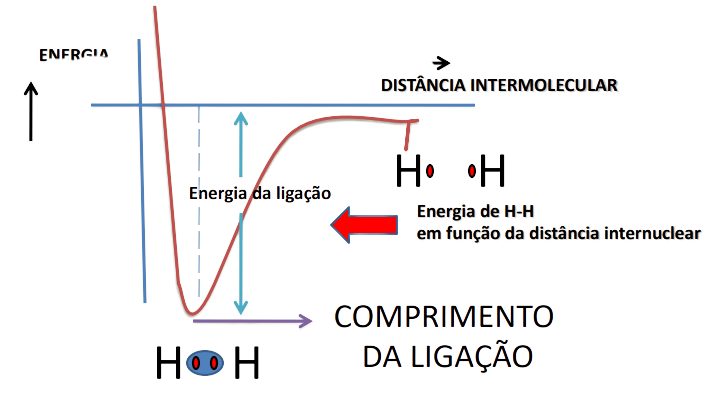 ENERGIA
DISTÂNCIA INTERMOLECULAR
H H
Energia da ligação
Energia de H-H
em função da distância internuclear
COMPRIMENTO
DA LIGAÇÃO
H H